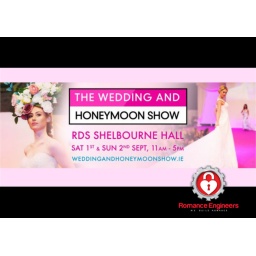 THE WEDDING AND
HONEYMOON SHOW
RDS SHELBOURNE HALL
SAT 1ST & SUN 2ND SEPT, 11AM - 5PM
WEDDINGANDHONEYMOONSHOW.IE
Romance Engineers